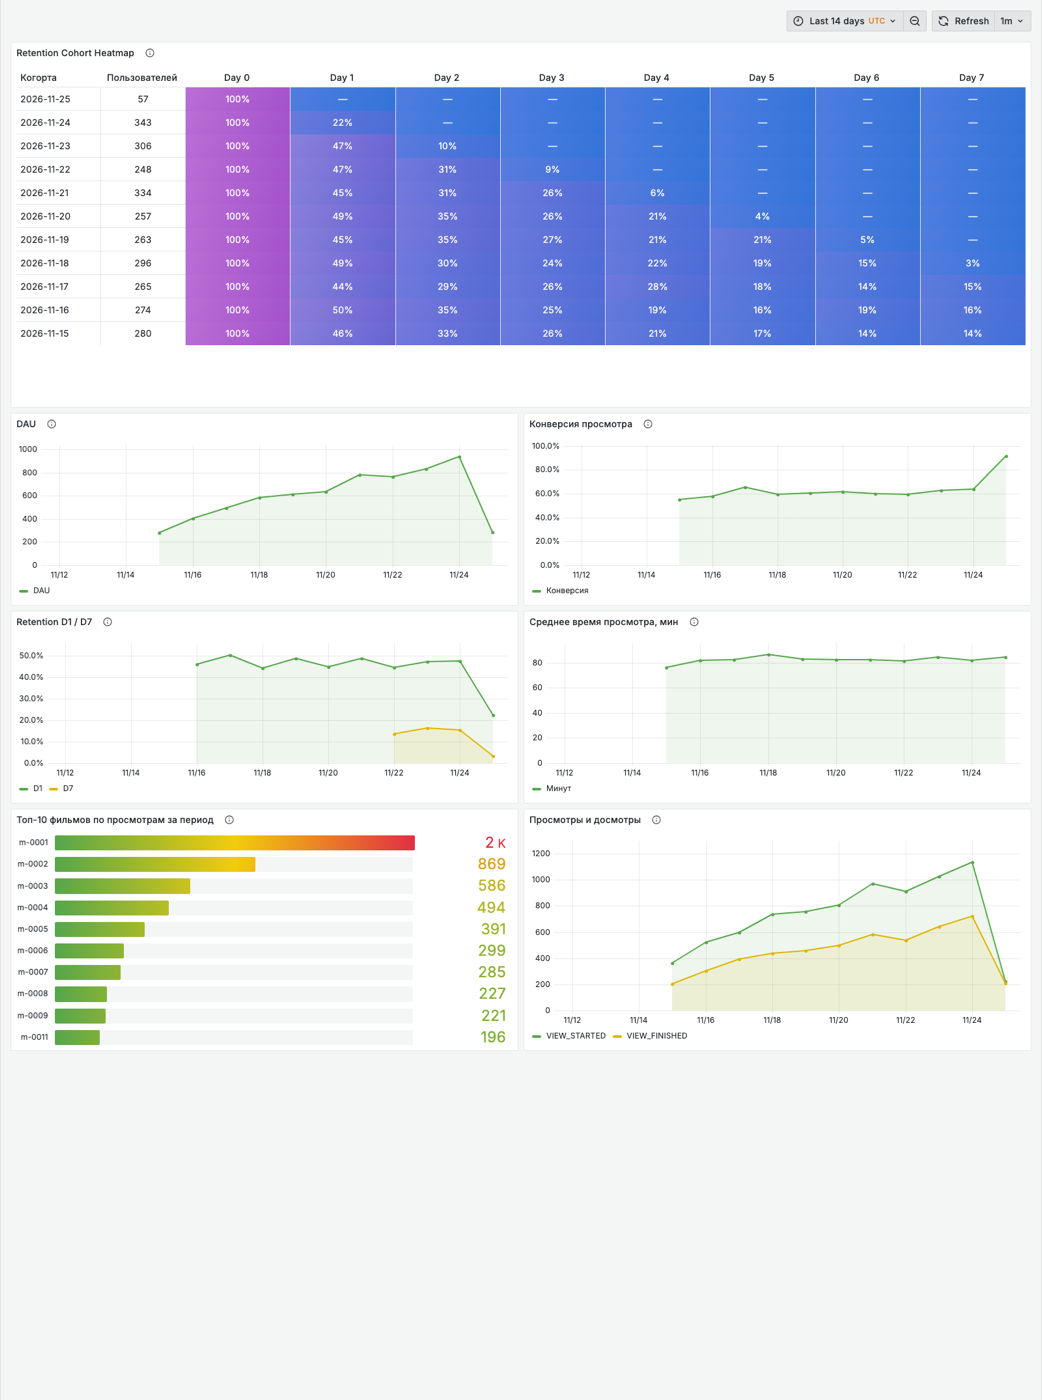 Last 14 days UTC Refresh 1m
Retention Cohort Heatmap
Когорта Пользователей Day 0 Day 1 Day 2 Day 3 Day 4 Day 5 Day 6 Day 7
2026-11-25 57 100% — — — — — — —
2026-11-24 343 100% 22% — — — — — —
2026-11-23 306 100% 47% 10% — — — — —
2026-11-22 248 100% 47% 31% 9% — — — —
2026-11-21 334 100% 45% 31% 26% 6% — — —
2026-11-20 257 100% 49% 35% 26% 21% 4% — —
2026-11-19 263 100% 45% 35% 27% 21% 21% 5% —
2026-11-18 296 100% 49% 30% 24% 22% 19% 15% 3%
2026-11-17 265 100% 44% 29% 26% 28% 18% 14% 15%
2026-11-16 274 100% 50% 35% 25% 19% 16% 19% 16%
2026-11-15 280 100% 46% 33% 26% 21% 17% 14% 14%
DAU
1000
800
600
400
200
0
11/12 11/14 11/16 11/18 11/20 11/22 11/24
DAU
Конверсия просмотра
100.0%
80.0%
60.0%
40.0%
20.0%
0.0%
11/12 11/14 11/16 11/18 11/20 11/22 11/24
Конверсия
Retention D1 / D7
50.0%
40.0%
30.0%
20.0%
10.0%
0.0%
11/12 11/14 11/16 11/18 11/20 11/22 11/24
D1 D7
Среднее время просмотра, мин
80
60
40
20
0
11/12 11/14 11/16 11/18 11/20 11/22 11/24
Минут
Топ-10 фильмов по просмотрам за период
m-0001 2 K
m-0002 869
m-0003 586
m-0004 494
m-0005 391
m-0006 299
m-0007 285
m-0008 227
m-0009 221
m-0011 196
Просмотры и досмотры
1200
1000
800
600
400
200
0
11/12 11/14 11/16 11/18 11/20 11/22 11/24
VIEW_STARTED VIEW_FINISHED